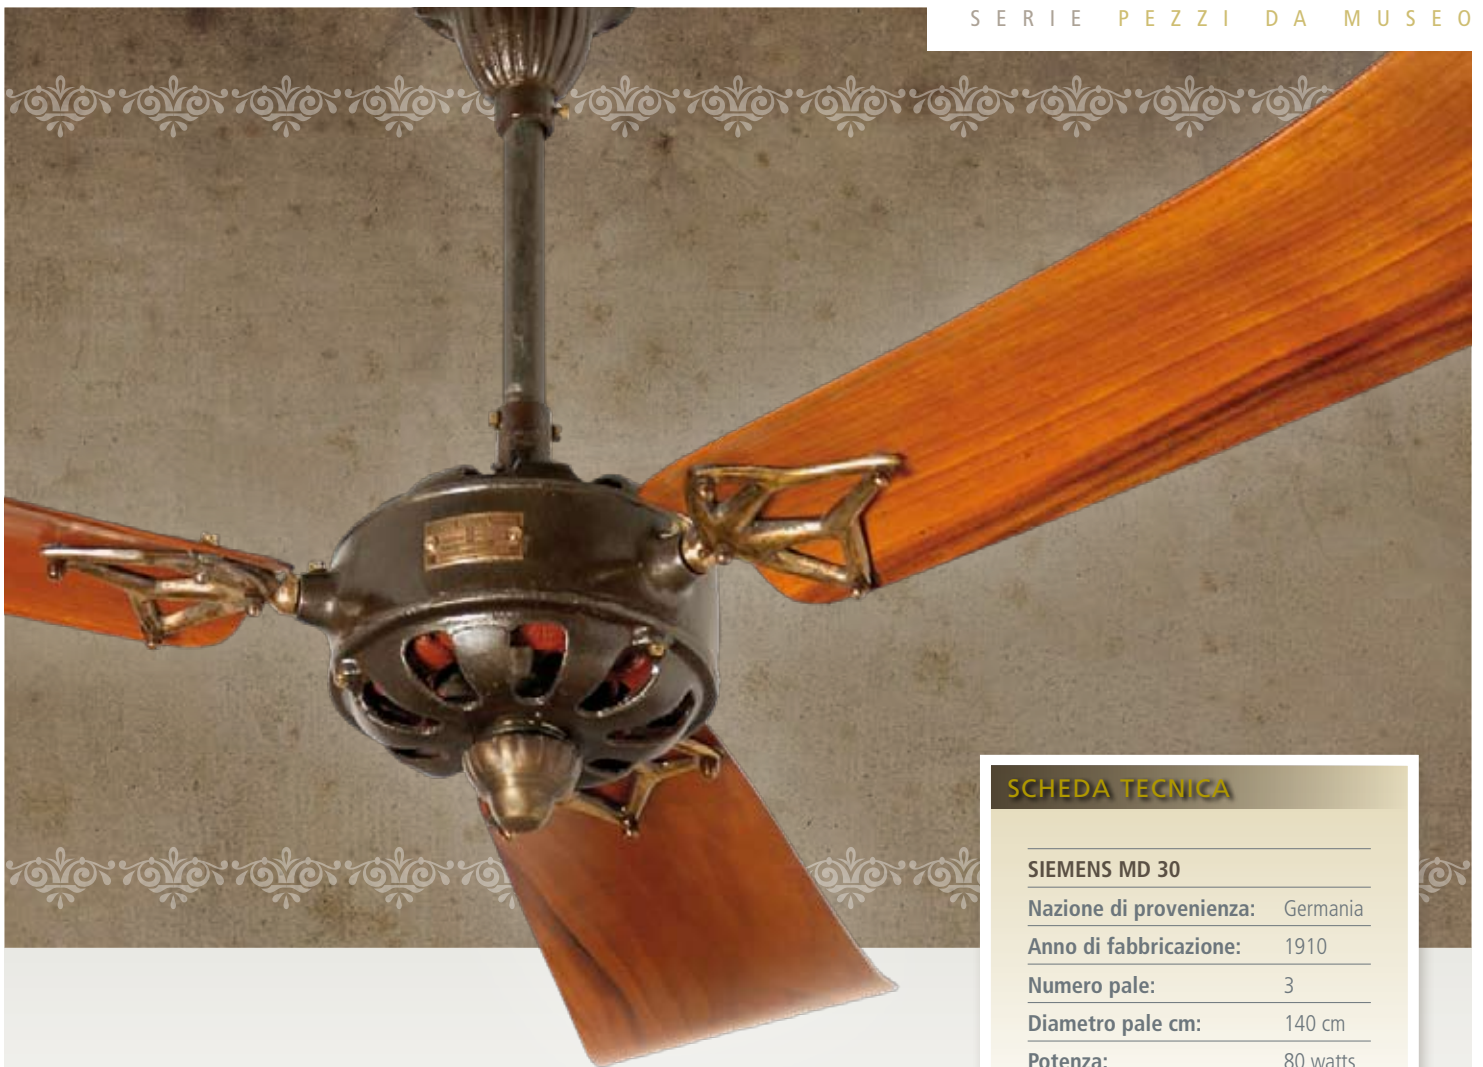 SERIE PEZZI DA MUSEO
SCHEDA TECNICA
SIEMENS MD 30
Nazione di provenienza: Germania
Anno di fabbricazione: 1910
Numero pale: 3
Diametro pale cm: 140 cm
Potenza: 80 watts